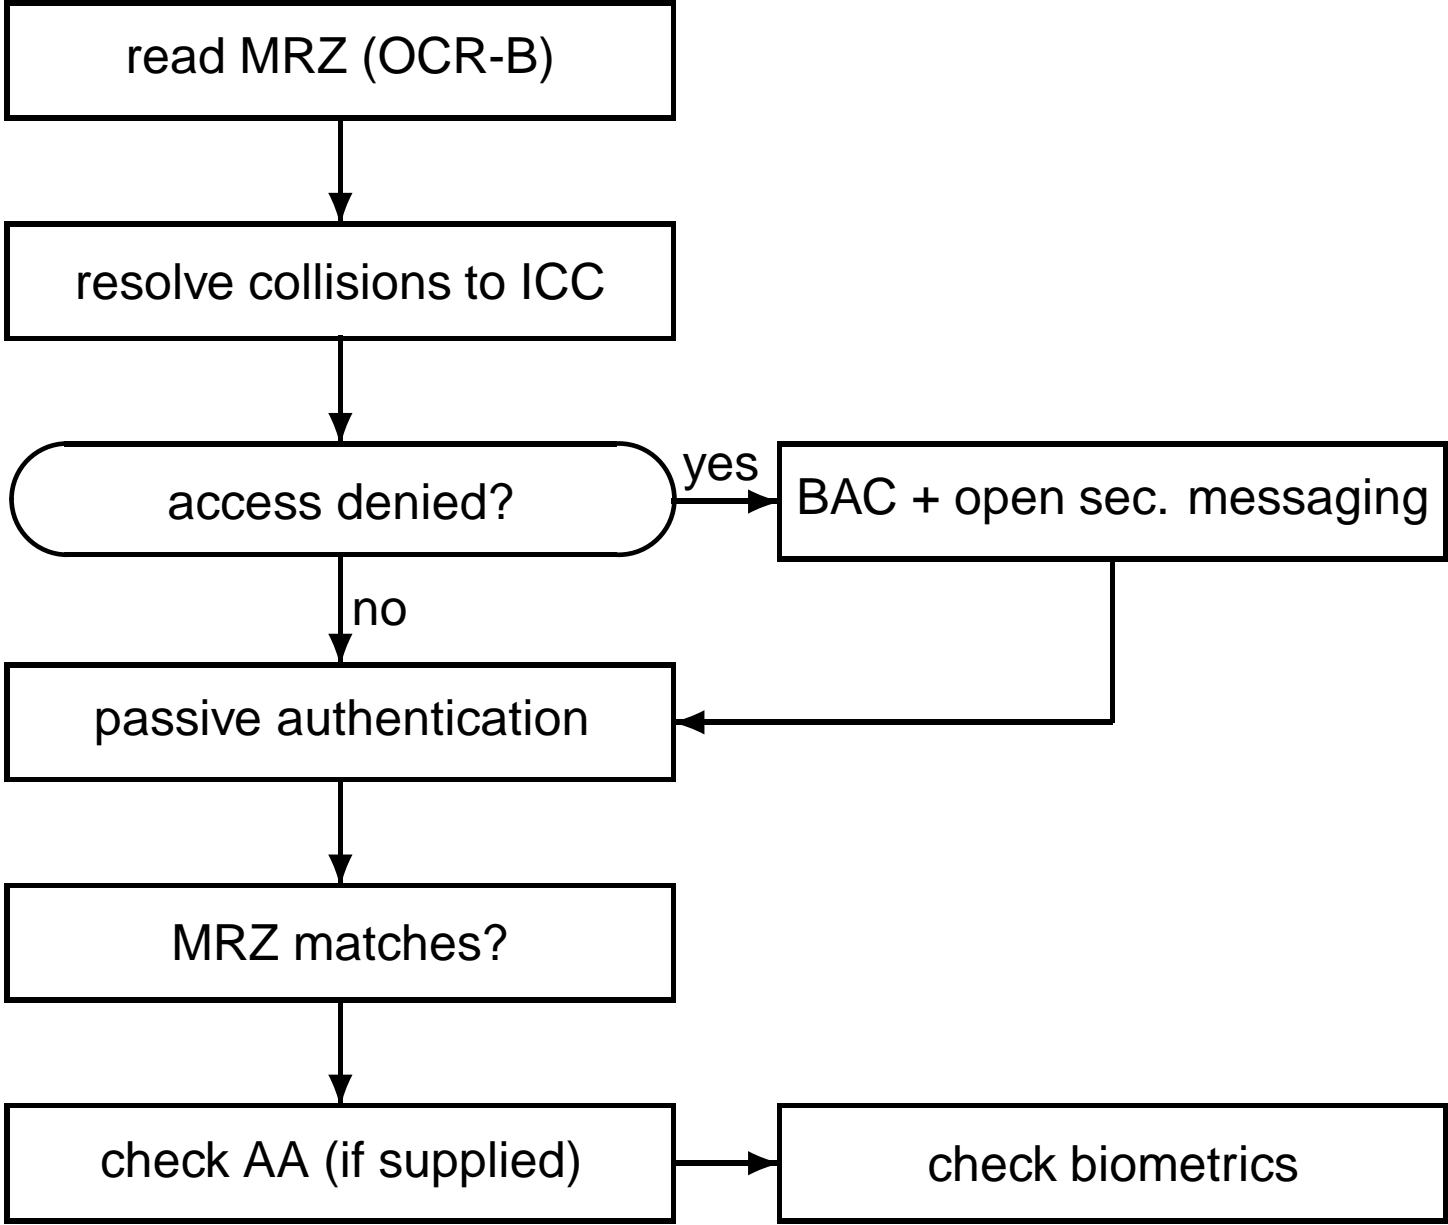 read MRZ (OCR-B)
resolve collisions to ICC
access denied?
yes
BAC + open sec. messaging
no
passive authentication
MRZ matches?
check AA (if supplied)
check biometrics